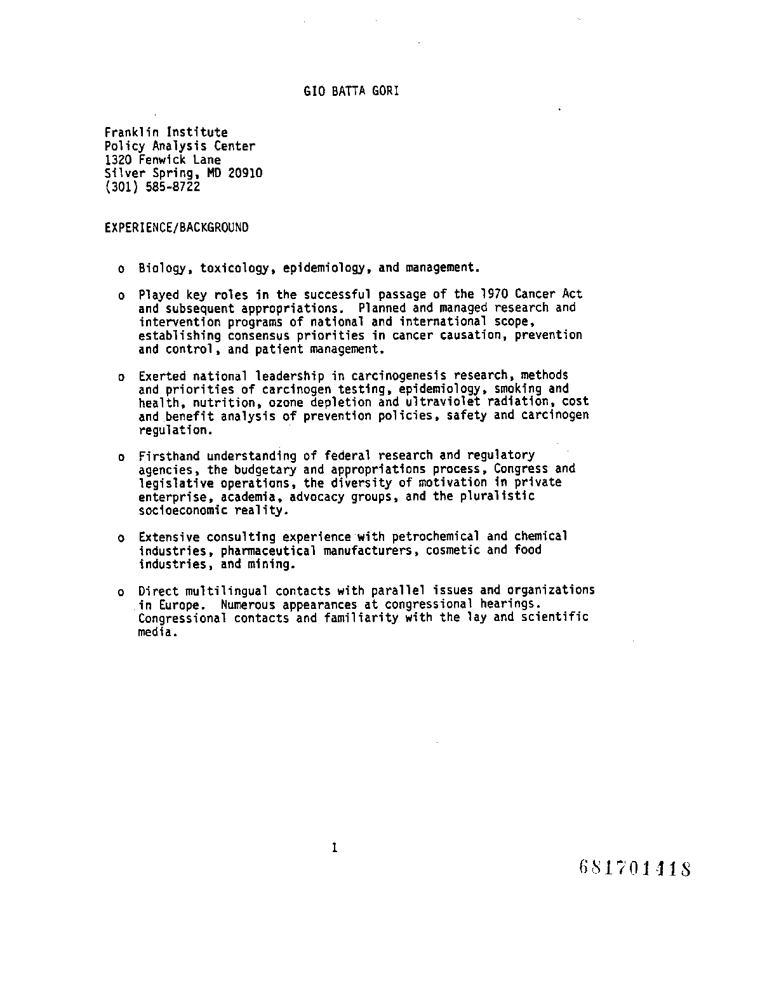 GIO BATTA GORI
Franklin Institute
Policy Analysis Center
1320 Fenwick Lane
Silver Spring, MD 20910
(301) 585-8722
EXPERIENCE/BACKGROUND
o Biology, toxicology, epidemiology, and management.
o Played key roles in the successful passage of the 1970 Cancer Act
and subsequent appropriations. Planned and managed research and
intervention programs of national and international scope,
establishing consensus priorities in cancer causation, prevention
and control, and patient management.
o Exerted national leadership in carcinogenesis research, methods
and priorities of carcinogen testing, epidemiology, smoking and
health, nutrition, ozone depletion and ultraviolet radiation, cost
and benefit analysis of prevention policies, safety and carcinogen
regulation.
o Firsthand understanding of federal research and regulatory
agencies, the budgetary and appropriations process, Congress and
legislative operations, the diversity of motivation in private
enterprise, academia, advocacy groups, and the pluralistic
socioeconomic reality.
o Extensive consulting experience with petrochemical and chemical
industries, pharmaceutical manufacturers, cosmetic and food
industries, and mining.
o Direct multilingual contacts with parallel issues and organizations
in Europe. Numerous appearances at congressional hearings.
Congressional contacts and familiarity with the lay and scientific
media.
1
681701418